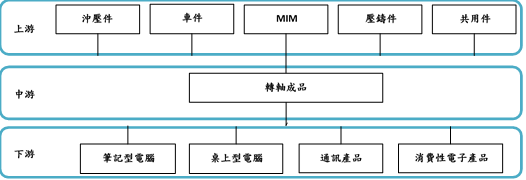 上游
沖壓件
車件
MIM
壓鑄件
共用件
中游
轉軸成品
下游
筆記型電腦
桌上型電腦
通訊產品
消費性電子產品